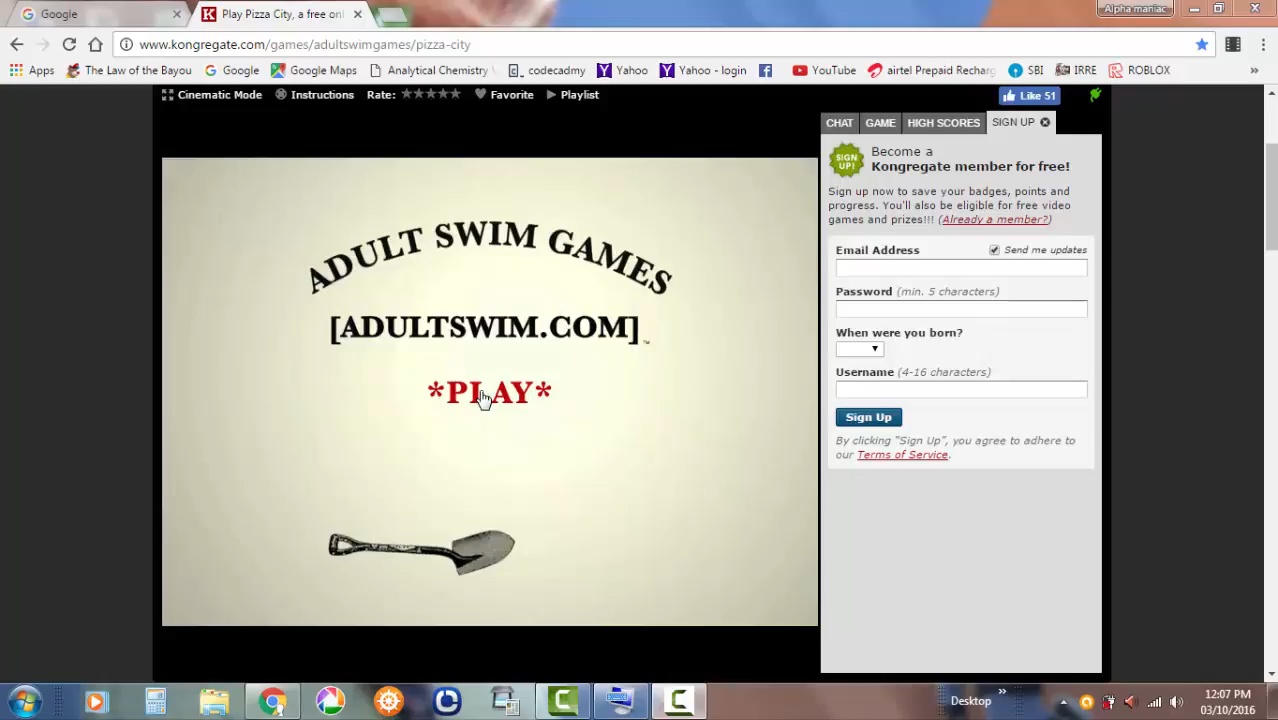 Google
Play Pizza City, a free onl
Alpha maniac
www.kongregate.com/games/adultswimgames/pizza-city
Apps The Law of the Bayou Google Google Maps Analytical Chemistry codecadmy Yahoo Yahoo - login YouTube airtel Prepaid Recharg SBI IRRE ROBLOX »
Cinematic Mode Instructions Rate: Favorite Playlist Like 51
CHAT GAME HIGH SCORES SIGN UP
SIGN UP!
Become a
Kongregate member for free!
Sign up now to save your badges, points and
progress. You'll also be eligible for free video
games and prizes!!! (Already a member?)
Email Address Send me updates
Password (min. 5 characters)
When were you born?
Username (4-16 characters)
Sign Up
By clicking "Sign Up", you agree to adhere to
our Terms of Service.
ADULT SWIM GAMES
[ADULTSWIM.COM]™
*PLAY*
Desktop »
12:07 PM
03/10/2016